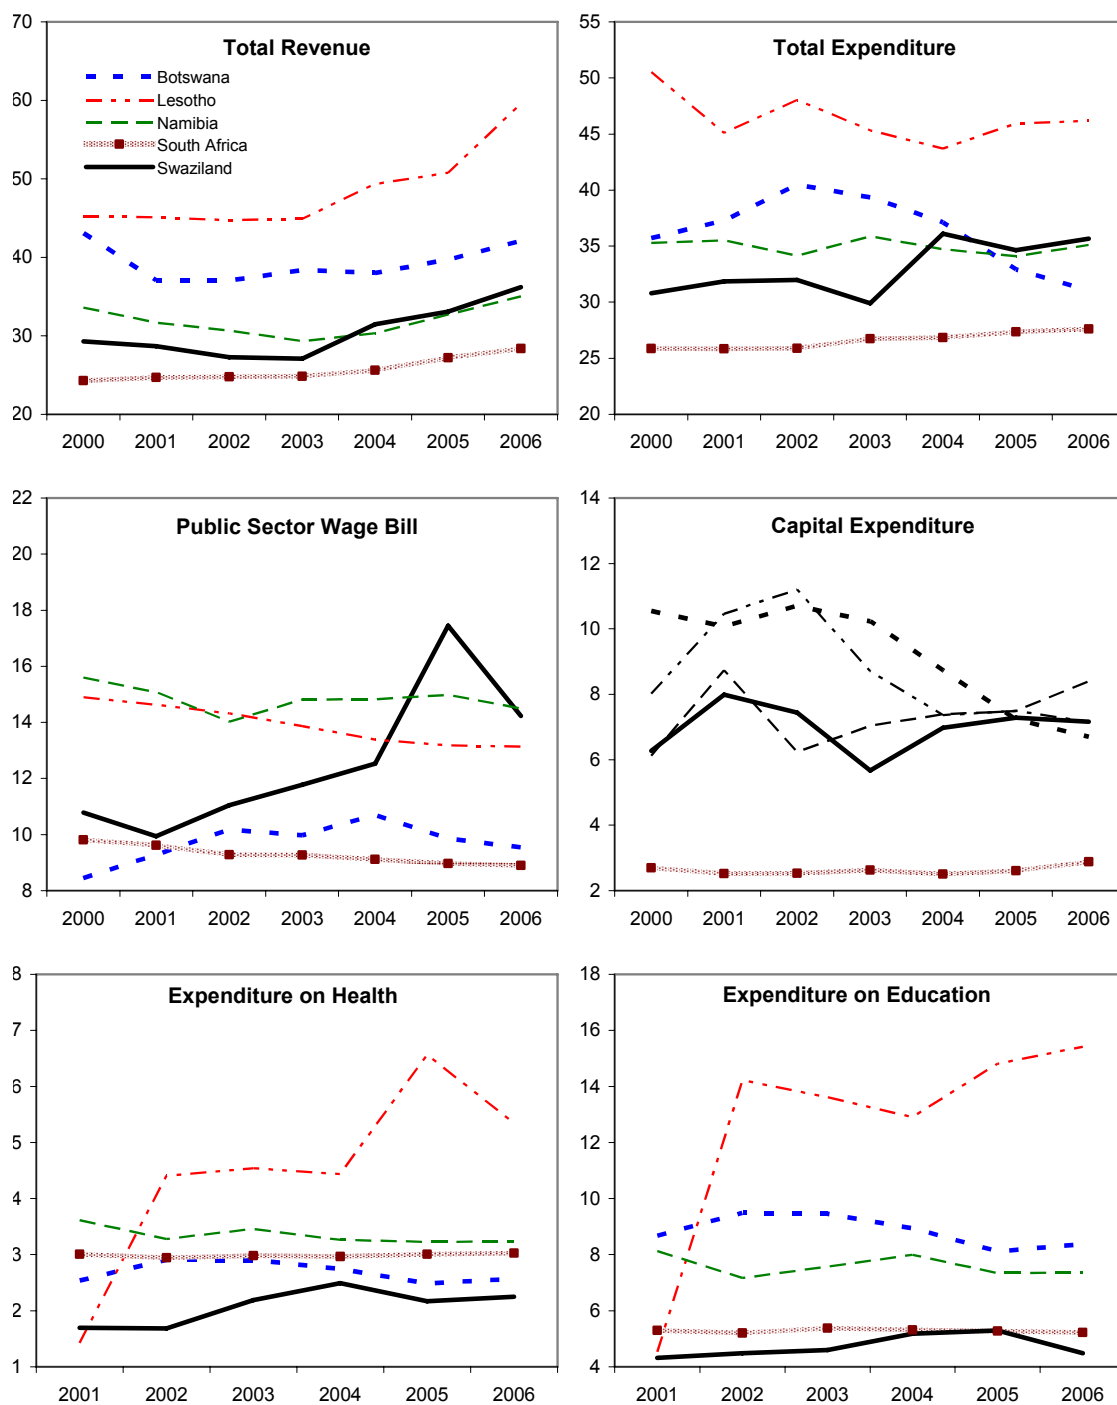 Total Revenue
Botswana
Lesotho
Namibia
South Africa
Swaziland
70
60
50
40
30
20
2000 2001 2002 2003 2004 2005 2006
Total Expenditure
55
50
45
40
35
30
25
20
2000 2001 2002 2003 2004 2005 2006
Public Sector Wage Bill
22
20
18
16
14
12
10
8
2000 2001 2002 2003 2004 2005 2006
Capital Expenditure
14
12
10
8
6
4
2
2000 2001 2002 2003 2004 2005 2006
Expenditure on Health
8
7
6
5
4
3
2
1
2001 2002 2003 2004 2005 2006
Expenditure on Education
18
16
14
12
10
8
6
4
2001 2002 2003 2004 2005 2006